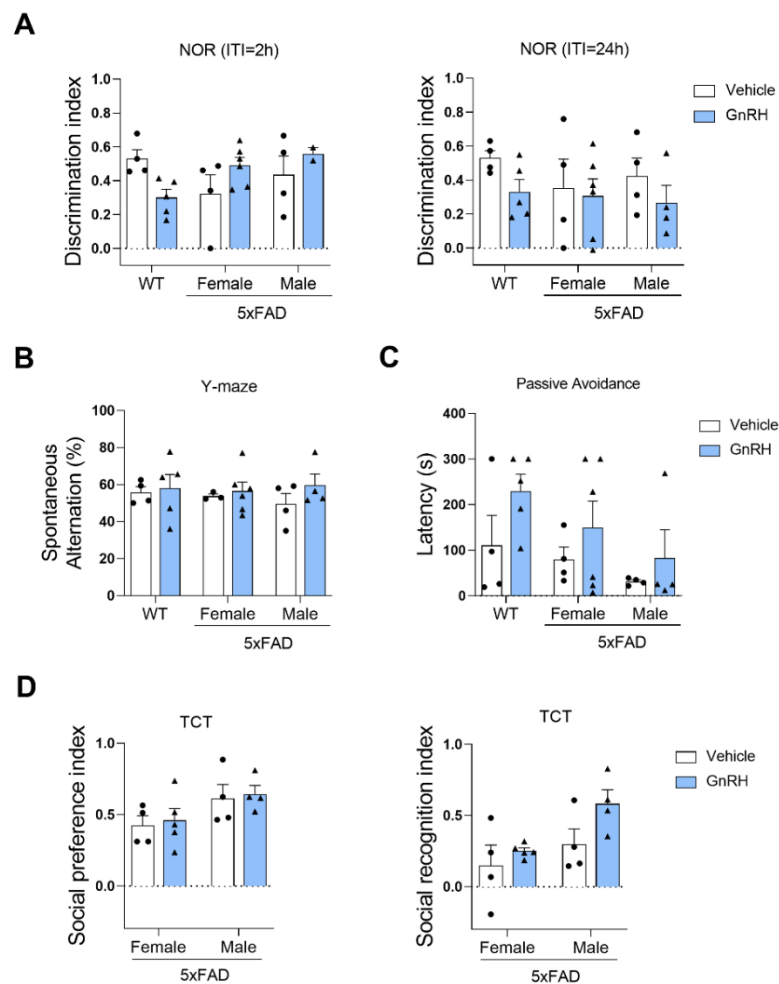 A
NOR (ITI=2h)
Discrimination index
1.0
0.8
0.6
0.4
0.2
0.0
WT
Female
Male
5xFAD
NOR (ITI=24h)
Discrimination index
1.0
0.8
0.6
0.4
0.2
0.0
WT
Female
Male
5xFAD
Vehicle
GnRH
B
Y-maze
Spontaneous
Alternation (%)
100
80
60
40
20
0
WT
Female
Male
5xFAD
C
Passive Avoidance
Latency (s)
400
300
200
100
0
WT
Female
Male
5xFAD
Vehicle
GnRH
D
TCT
Social preference index
1.0
0.5
0.0
Female
Male
5xFAD
TCT
Social recognition index
1.0
0.5
0.0
Female
Male
5xFAD
Vehicle
GnRH